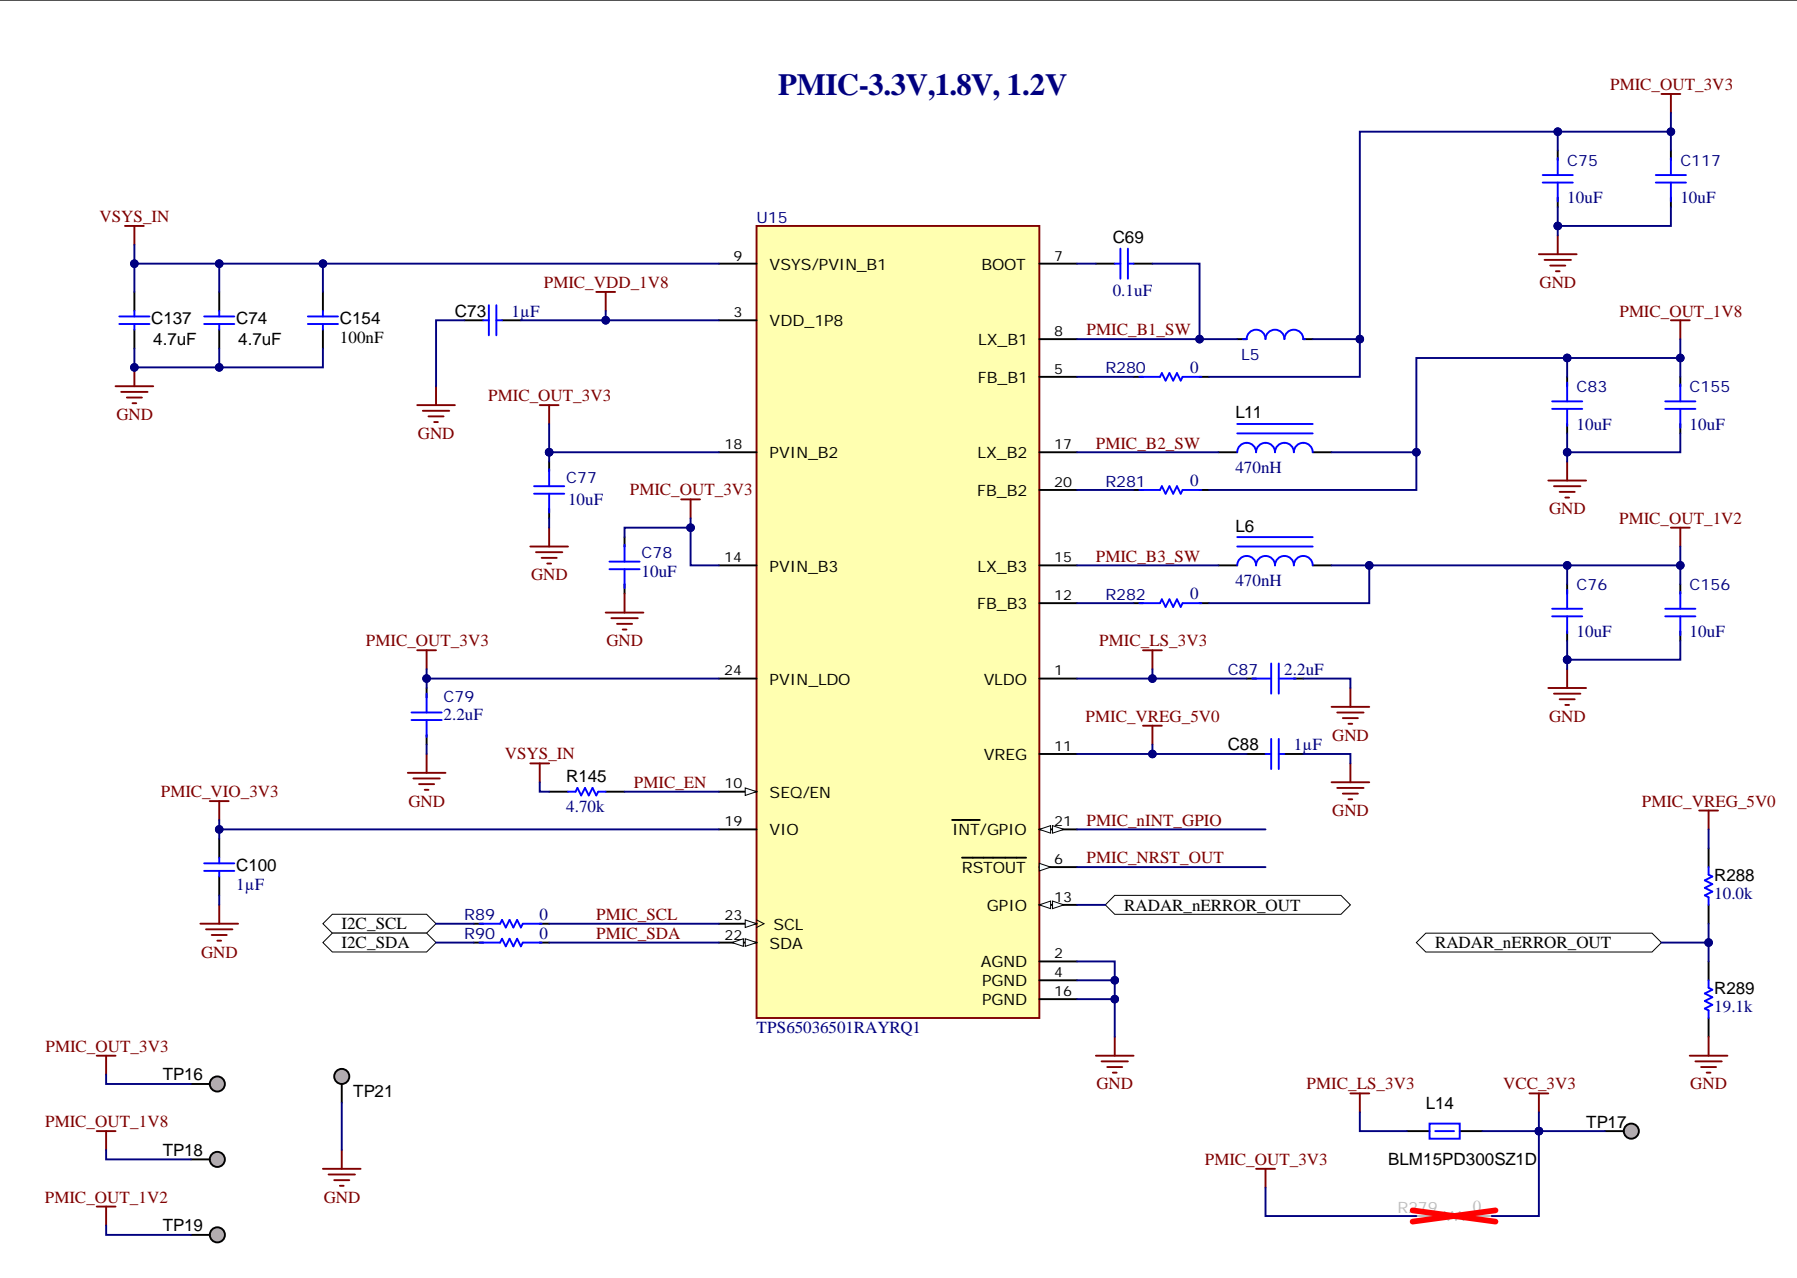 PMIC-3.3V,1.8V, 1.2V
PMIC_OUT_3V3
C75
10uF
C117
10uF
GND
VSYS_IN
C137
4.7uF
C74
4.7uF
C154
100nF
GND
PMIC_VDD_1V8
C73
1µF
GND
PMIC_OUT_3V3
C77
10uF
GND
PMIC_OUT_3V3
C78
10uF
GND
PMIC_OUT_3V3
C79
2.2uF
GND
VSYS_IN
R145
4.70k
PMIC_EN
PMIC_VIO_3V3
C100
1µF
GND
I2C_SCL
R89
0
PMIC_SCL
I2C_SDA
R90
0
PMIC_SDA
U15
9
VSYS/PVIN_B1
3
VDD_1P8
18
PVIN_B2
14
PVIN_B3
24
PVIN_LDO
10
SEQ/EN
19
VIO
23
SCL
22
SDA
BOOT
7
LX_B1
8
FB_B1
5
LX_B2
17
FB_B2
20
LX_B3
15
FB_B3
12
VLDO
1
VREG
11
INT/GPIO
21
RSTOUT
6
GPIO
13
AGND
2
PGND
4
PGND
16
TPS65036501RAYRQ1
C69
0.1uF
PMIC_B1_SW
L5
R280
0
L11
PMIC_B2_SW
470nH
R281
0
L6
PMIC_B3_SW
470nH
R282
0
PMIC_OUT_1V8
C83
10uF
C155
10uF
GND
PMIC_OUT_1V2
C76
10uF
C156
10uF
GND
PMIC_LS_3V3
C87
2.2uF
GND
PMIC_VREG_5V0
C88
1µF
GND
PMIC_nINT_GPIO
PMIC_NRST_OUT
RADAR_nERROR_OUT
GND
PMIC_VREG_5V0
R288
10.0k
RADAR_nERROR_OUT
R289
19.1k
GND
PMIC_OUT_3V3
TP16
PMIC_OUT_1V8
TP18
PMIC_OUT_1V2
TP19
TP21
GND
PMIC_LS_3V3
L14
BLM15PD300SZ1D
VCC_3V3
TP17
PMIC_OUT_3V3
R279
0